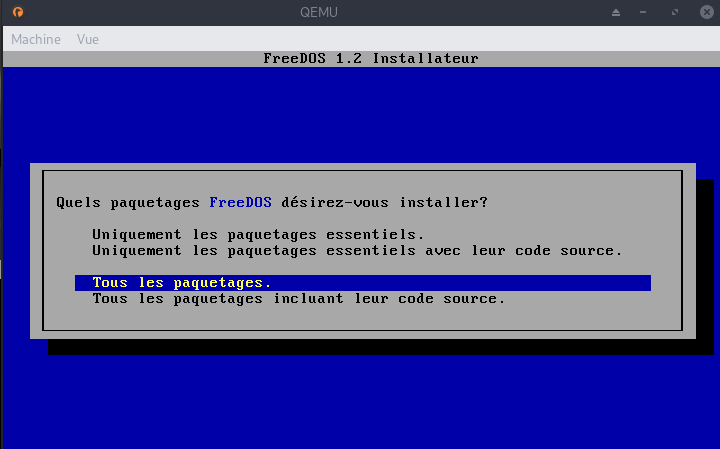 QEMU
Machine Vue
FreeDOS 1.2 Installateur
Quels paquetages FreeDOS désirez-vous installer?
Uniquement les paquetages essentiels.
Uniquement les paquetages essentiels avec leur code source.
Tous les paquetages.
Tous les paquetages incluant leur code source.